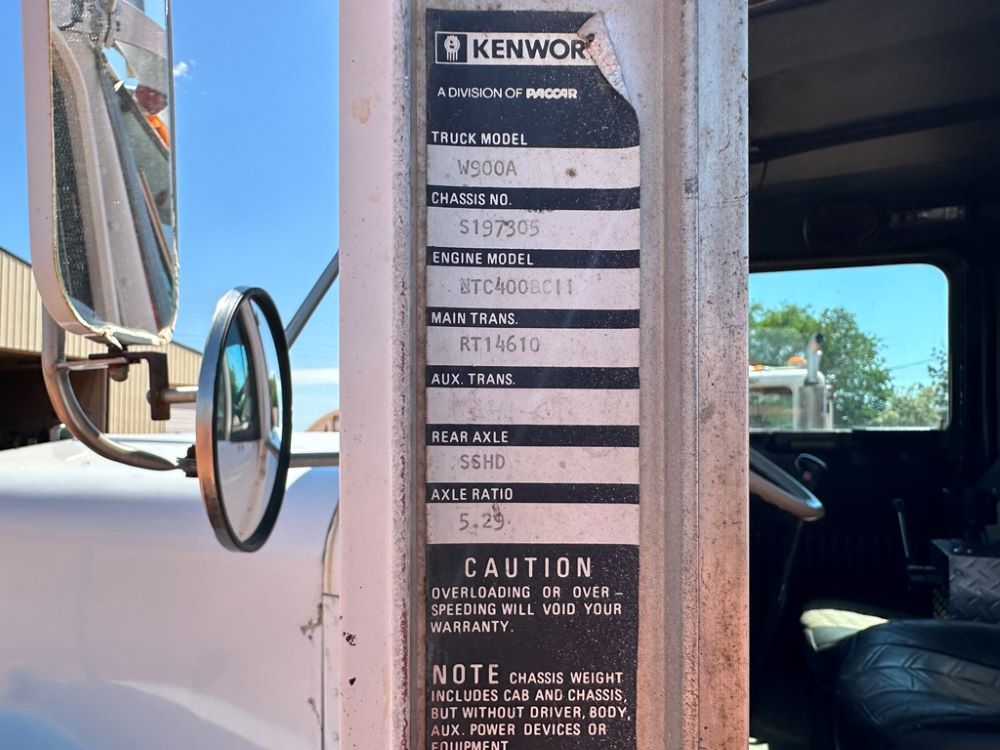 KENWOR
A DIVISION OF PACCAR
TRUCK MODEL
W900A
CHASSIS NO.
S197305
ENGINE MODEL
NTC400BCII
MAIN TRANS.
RT14610
AUX. TRANS.
REAR AXLE
SSHD
AXLE RATIO
5.29
CAUTION
OVERLOADING OR OVER-
SPEEDING WILL VOID YOUR
WARRANTY.
NOTE CHASSIS WEIGHT
INCLUDES CAB AND CHASSIS,
BUT WITHOUT DRIVER, BODY,
AUX. POWER DEVICES OR
EQUIPMENT